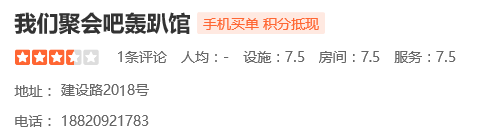 我们聚会吧轰趴馆 手机买单 积分抵现
1条评论 人均：- 设施：7.5 房间：7.5 服务：7.5
地址： 建设路2018号
电话： 18820921783